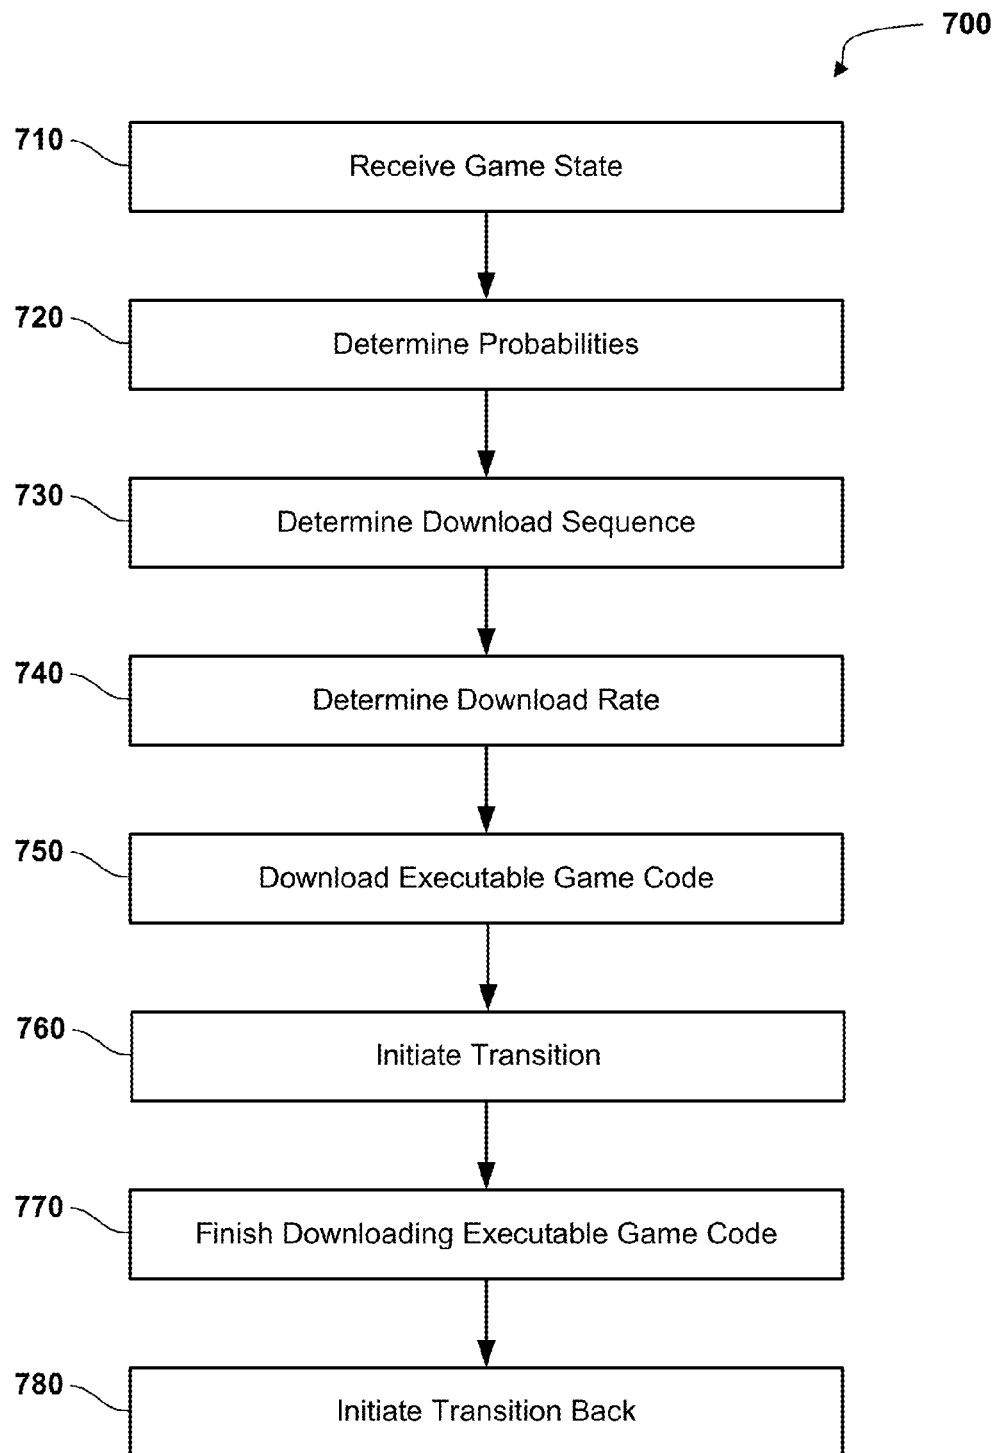 700
710
Receive Game State
720
Determine Probabilities
730
Determine Download Sequence
740
Determine Download Rate
750
Download Executable Game Code
760
Initiate Transition
770
Finish Downloading Executable Game Code
780
Initiate Transition Back